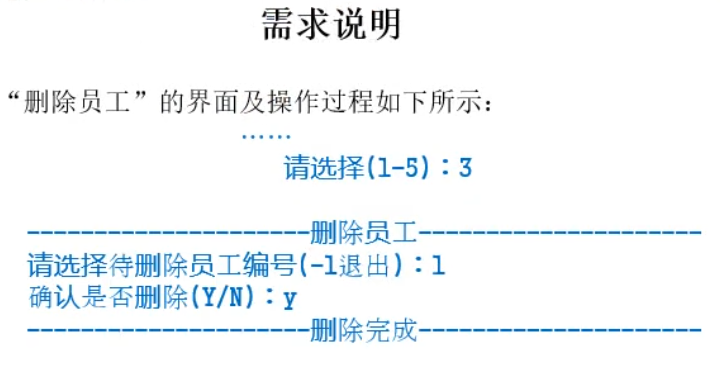 需求说明
“删除员工”的界面及操作过程如下所示：
......
请选择(1-5)：3
---------------------删除员工---------------------
请选择待删除员工编号(-1退出)：1
确认是否删除(Y/N)：y
---------------------删除完成---------------------